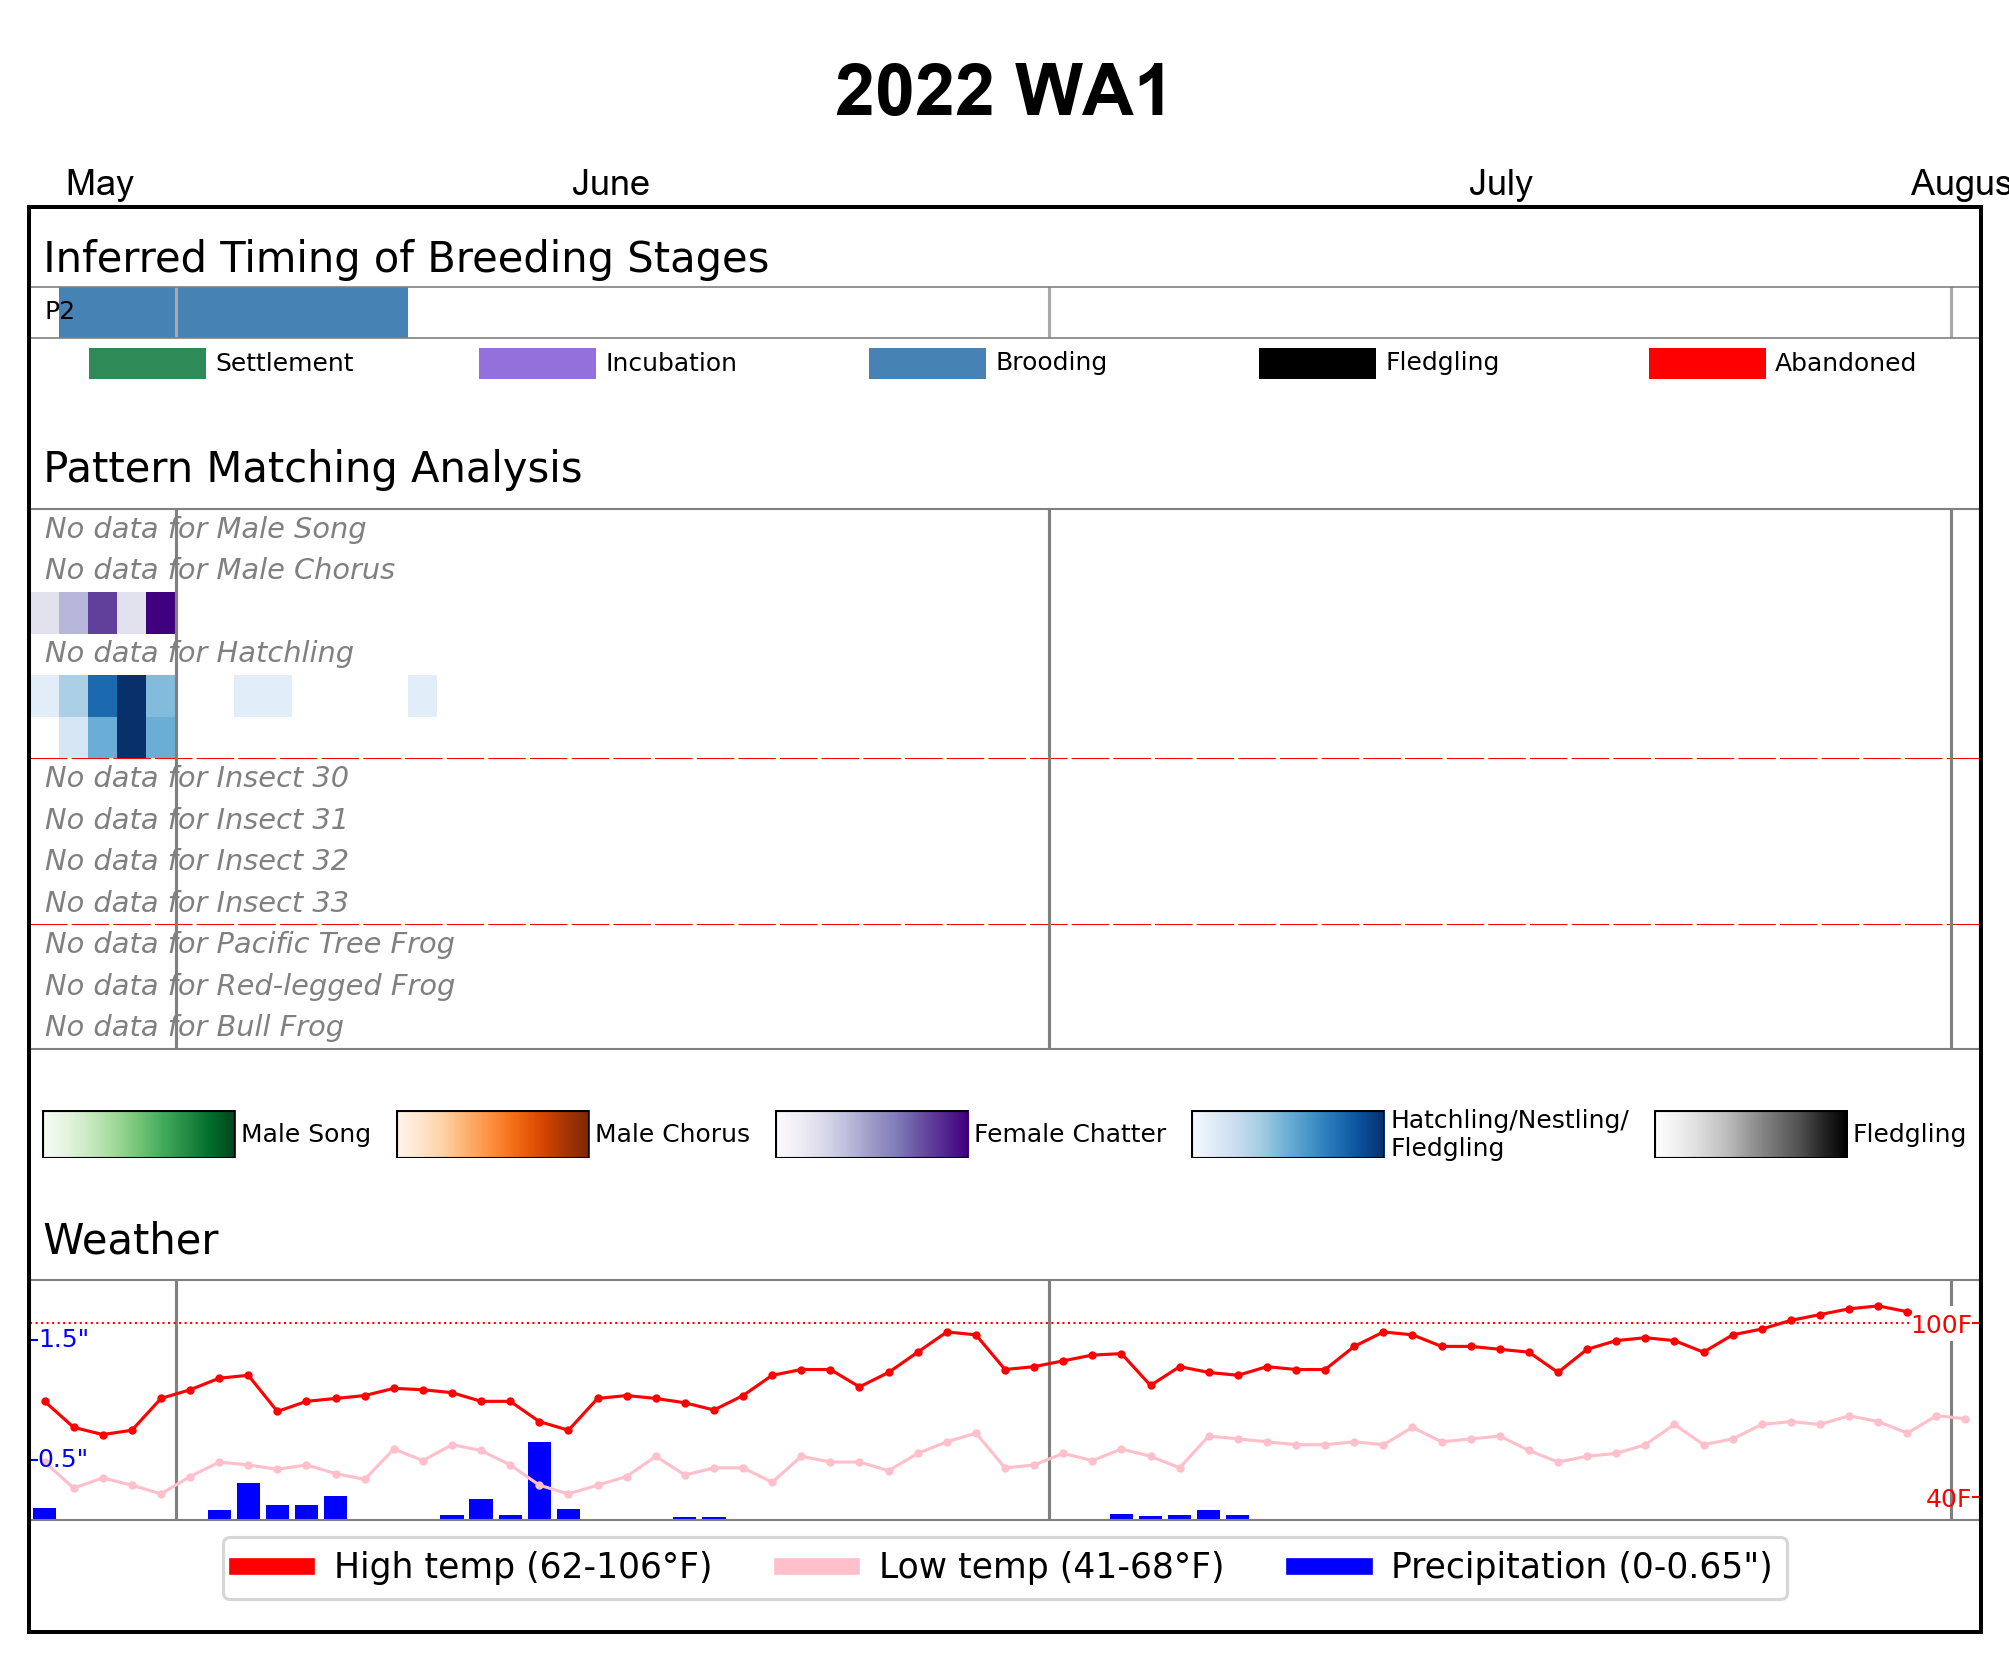 2022 WA1
May June July Augus
Inferred Timing of Breeding Stages
P2
Settlement Incubation Brooding Fledgling Abandoned
Pattern Matching Analysis
No data for Male Song
No data for Male Chorus
No data for Hatchling
No data for Insect 30
No data for Insect 31
No data for Insect 32
No data for Insect 33
No data for Pacific Tree Frog
No data for Red-legged Frog
No data for Bull Frog
Male Song Male Chorus Female Chatter Hatchling/Nestling/
Fledgling Fledgling
Weather
1.5" 100F
0.5" 40F
High temp (62-106°F) Low temp (41-68°F) Precipitation (0-0.65")